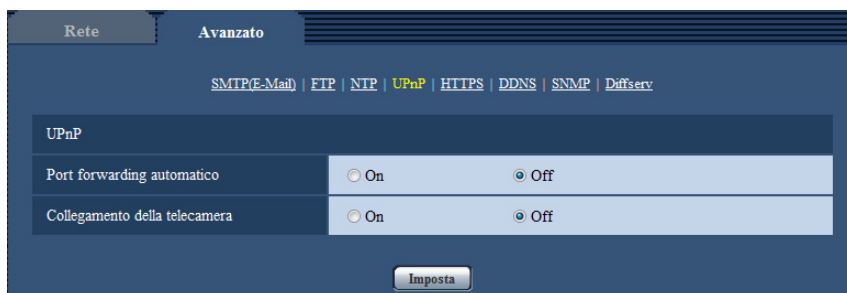 Rete Avanzato
SMTP(E-Mail) | FTP | NTP | UPnP | HTTPS | DDNS | SNMP | Diffserv
UPnP
Port forwarding automatico On Off
Collegamento della telecamera On Off
Imposta